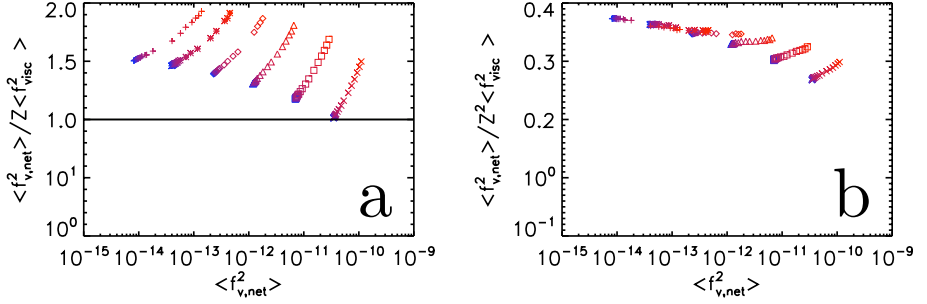 2.0
1.5
1.0
10¹
10⁰
<f²ᵥ,net>/Z<f²visc>
10⁻¹⁵ 10⁻¹⁴ 10⁻¹³ 10⁻¹² 10⁻¹¹ 10⁻¹⁰ 10⁻⁹
<f²ᵥ,net>
a
0.4
0.3
0.2
10⁰
10⁻¹
<f²ᵥ,net>/Z²<f²visc>
10⁻¹⁵ 10⁻¹⁴ 10⁻¹³ 10⁻¹² 10⁻¹¹ 10⁻¹⁰ 10⁻⁹
<f²ᵥ,net>
b